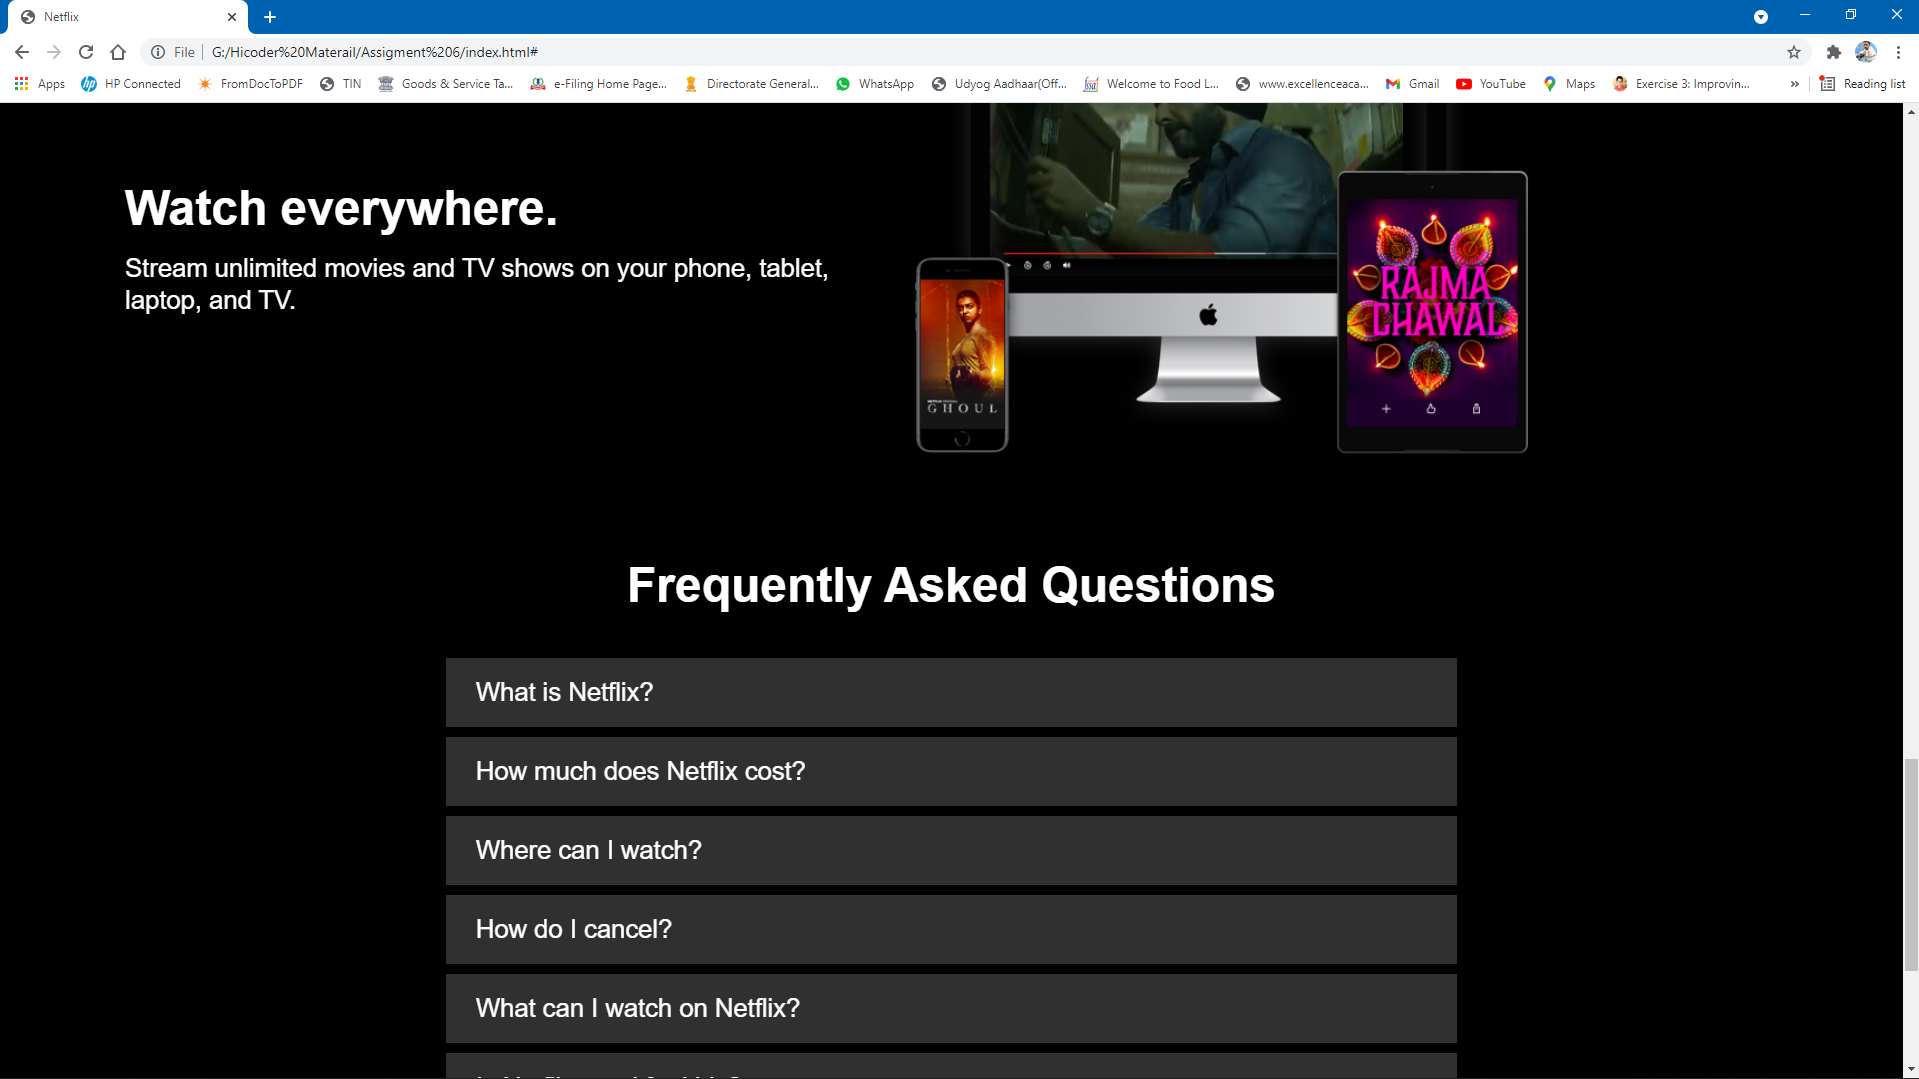 Netflix
File
G:/Hicoder%20Materail/Assigment%206/index.html#
Apps
HP Connected
FromDocToPDF
TIN
Goods & Service Ta...
e-Filing Home Page...
Directorate General...
WhatsApp
Udyog Aadhaar(Off...
Welcome to Food L...
www.excellenceaca...
Gmail
YouTube
Maps
Exercise 3: Improvin...
Reading list
Watch everywhere.
Stream unlimited movies and TV shows on your phone, tablet,
laptop, and TV.
GHOUL
RAJMA
CHAWAL
Frequently Asked Questions
What is Netflix?
How much does Netflix cost?
Where can I watch?
How do I cancel?
What can I watch on Netflix?